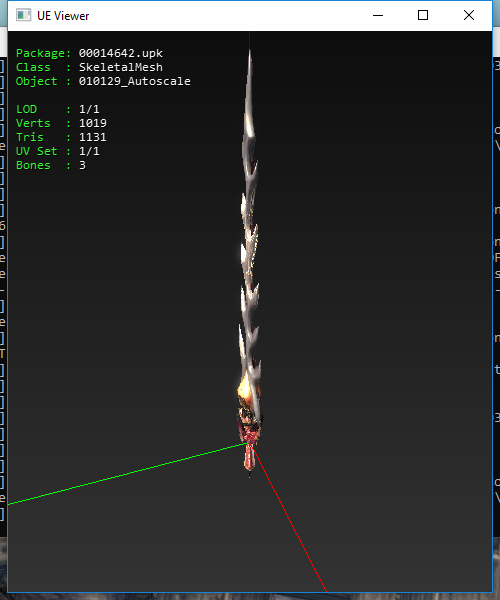 UE Viewer
Package: 00014642.upk
Class  : SkeletalMesh
Object : 010129_Autoscale
LOD    : 1/1
Verts  : 1019
Tris   : 1131
UV Set : 1/1
Bones  : 3